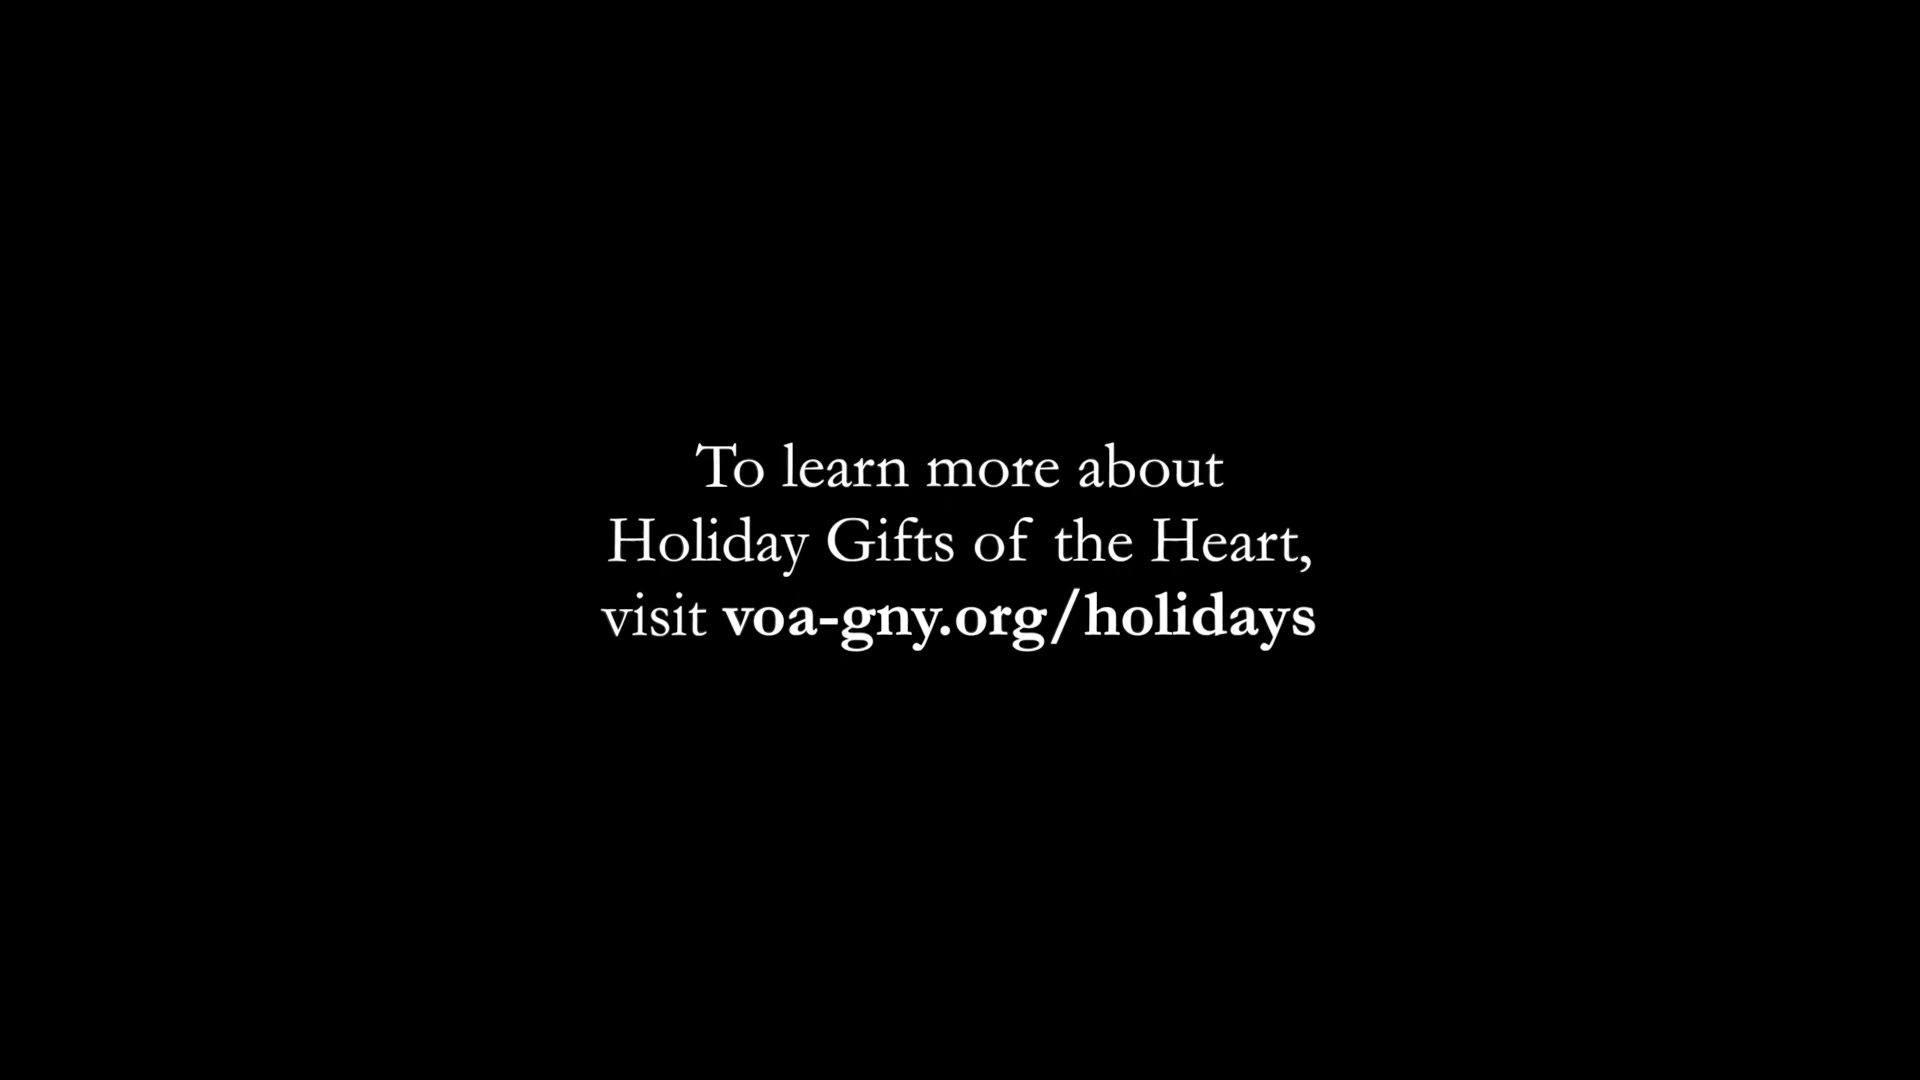 To learn more about
Holiday Gifts of the Heart,
visit voa-gny.org/holidays